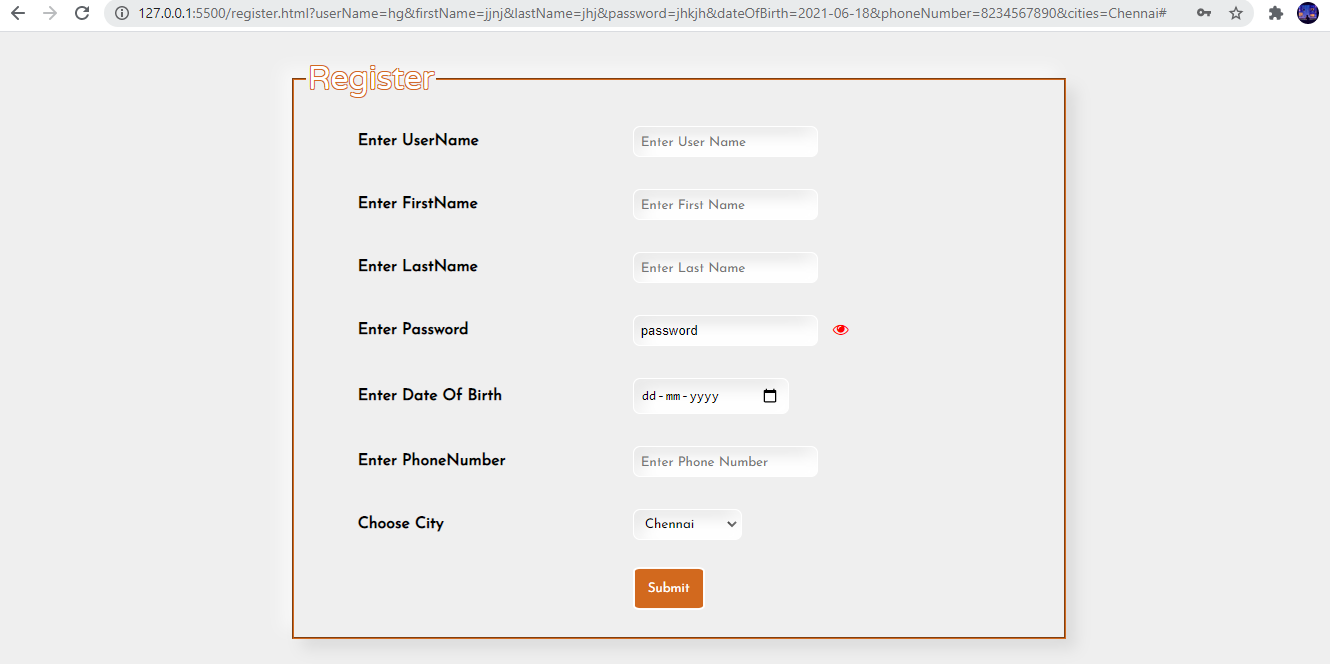 127.0.0.1:5500/register.html?userName=hg&firstName=jjnj&lastName=jhj&password=jhkjh&dateOfBirth=2021-06-18&phoneNumber=8234567890&cities=Chennai#
Register
Enter UserName Enter User Name
Enter FirstName Enter First Name
Enter LastName Enter Last Name
Enter Password password
Enter Date Of Birth dd-mm-yyyy
Enter PhoneNumber Enter Phone Number
Choose City Chennai
Submit